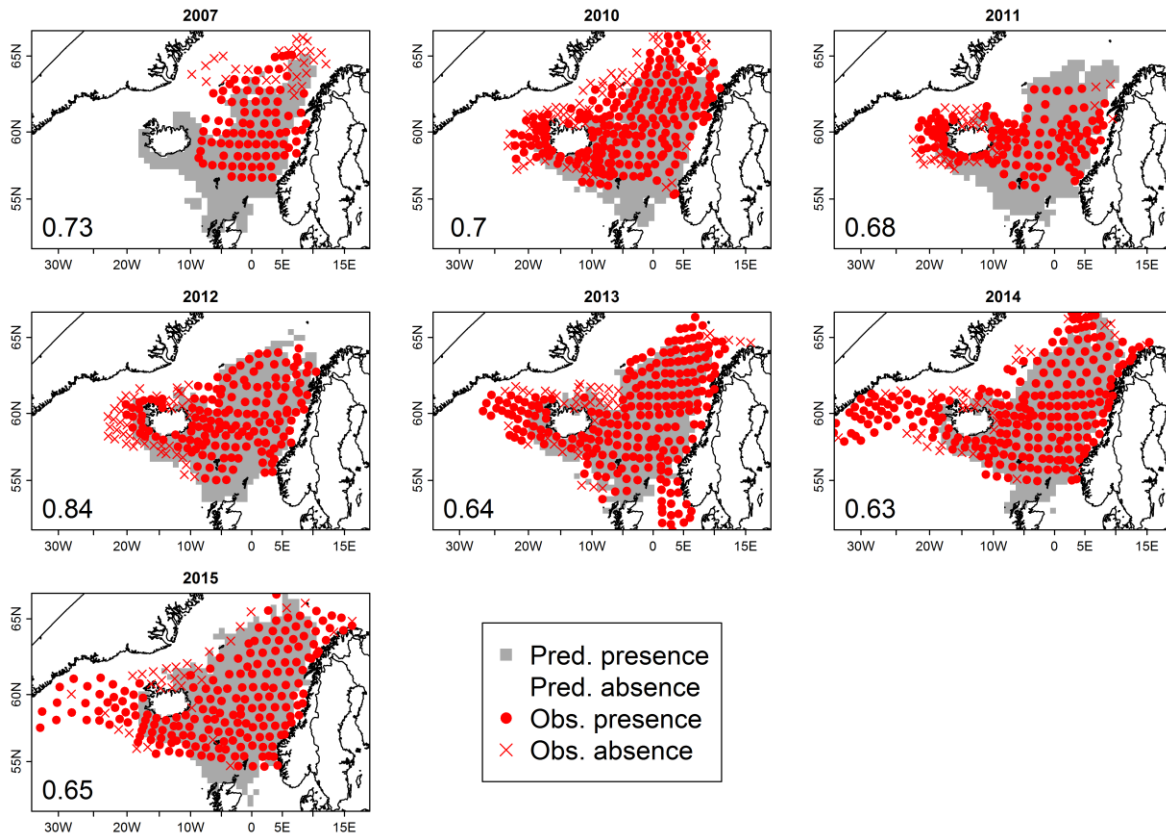 2007
65N
60N
55N
0.73
30W
20W
10W
0
5E
15E
2010
65N
60N
55N
0.7
30W
20W
10W
0
5E
15E
2011
65N
60N
55N
0.68
30W
20W
10W
0
5E
15E
2012
65N
60N
55N
0.84
30W
20W
10W
0
5E
15E
2013
65N
60N
55N
0.64
30W
20W
10W
0
5E
15E
2014
65N
60N
55N
0.63
30W
20W
10W
0
5E
15E
2015
65N
60N
55N
0.65
30W
20W
10W
0
5E
15E
Pred. presence
Pred. absence
Obs. presence
Obs. absence